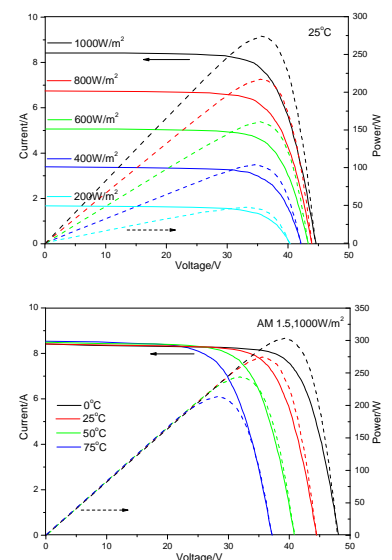 10
8
6
4
2
0
300
250
200
150
100
50
0
25°C
1000W/m²
800W/m²
600W/m²
400W/m²
200W/m²
Current/A
Power/W
0 10 20 30 40 50
Voltage/V
10
8
6
4
2
0
350
300
250
200
150
100
50
0
AM 1.5,1000W/m²
0°C
25°C
50°C
75°C
Current/A
Power/W
0 10 20 30 40 50
Voltage/V